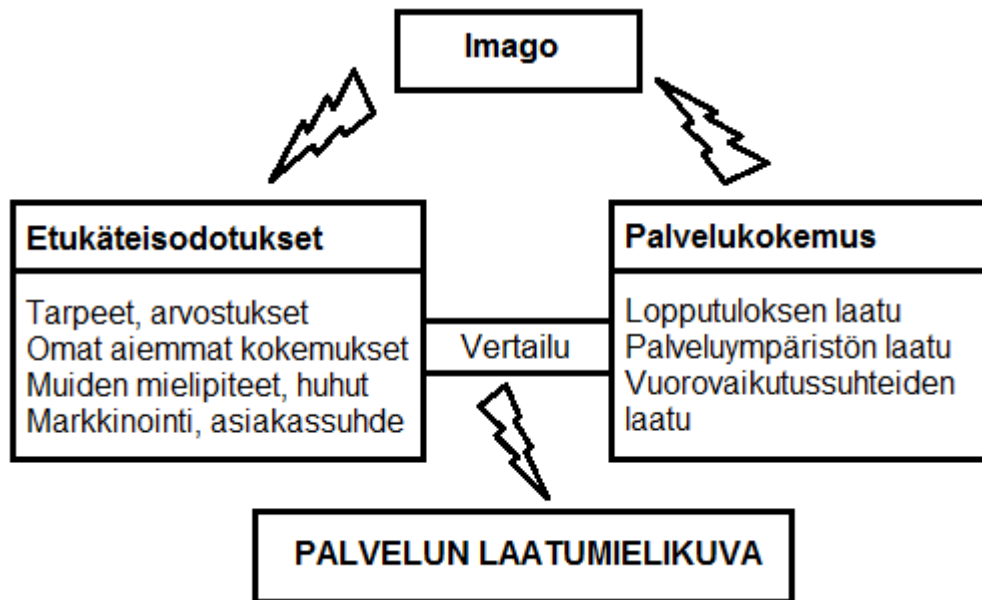 Imago
Etukäteisodotukset
Tarpeet, arvostukset
Omat aiemmat kokemukset
Muiden mielipiteet, huhut
Markkinointi, asiakassuhde
Vertailu
Palvelukokemus
Lopputuloksen laatu
Palveluympäristön laatu
Vuorovaikutussuhteiden
laatu
PALVELUN LAATUMIELIKUVA